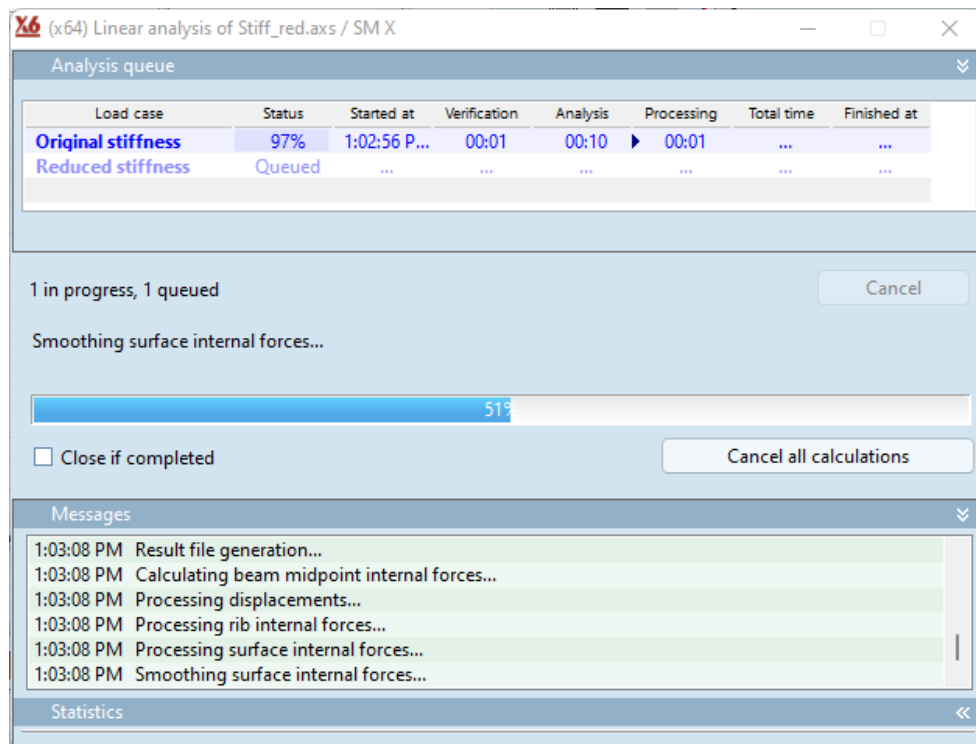 X6 (x64) Linear analysis of Stiff_red.axs / SM X
Analysis queue
Load case Status Started at Verification Analysis Processing Total time Finished at
Original stiffness 97% 1:02:56 P... 00:01 00:10 00:01 ... ...
Reduced stiffness Queued ... ... ... ... ... ...
1 in progress, 1 queued Cancel
Smoothing surface internal forces...
51%
Close if completed Cancel all calculations
Messages
1:03:08 PM Result file generation...
1:03:08 PM Calculating beam midpoint internal forces...
1:03:08 PM Processing displacements...
1:03:08 PM Processing rib internal forces...
1:03:08 PM Processing surface internal forces...
1:03:08 PM Smoothing surface internal forces...
Statistics